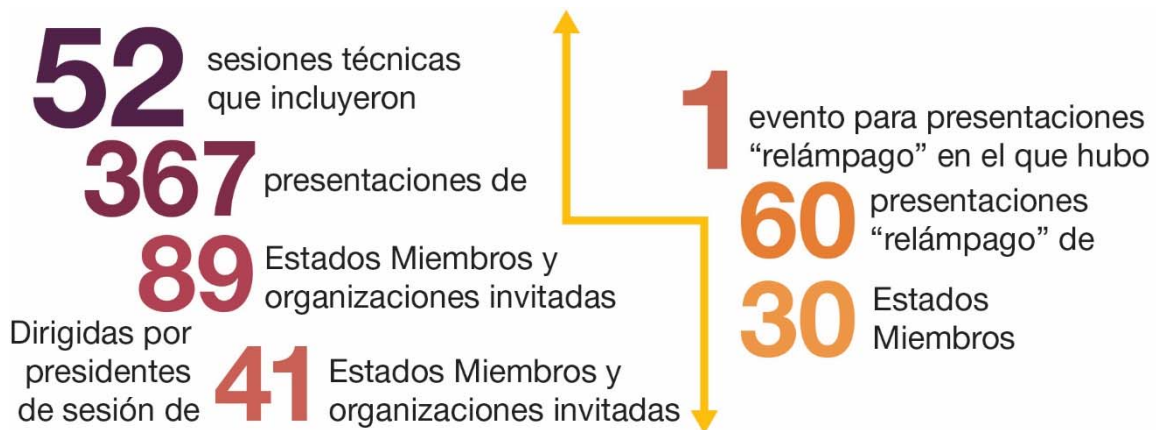 52 sesiones técnicas
que incluyeron
367 presentaciones de
89 Estados Miembros y
organizaciones invitadas
Dirigidas por
presidentes
de sesión de
41 Estados Miembros y
organizaciones invitadas
1 evento para presentaciones
“relámpago” en el que hubo
60 presentaciones
“relámpago” de
30 Estados
Miembros